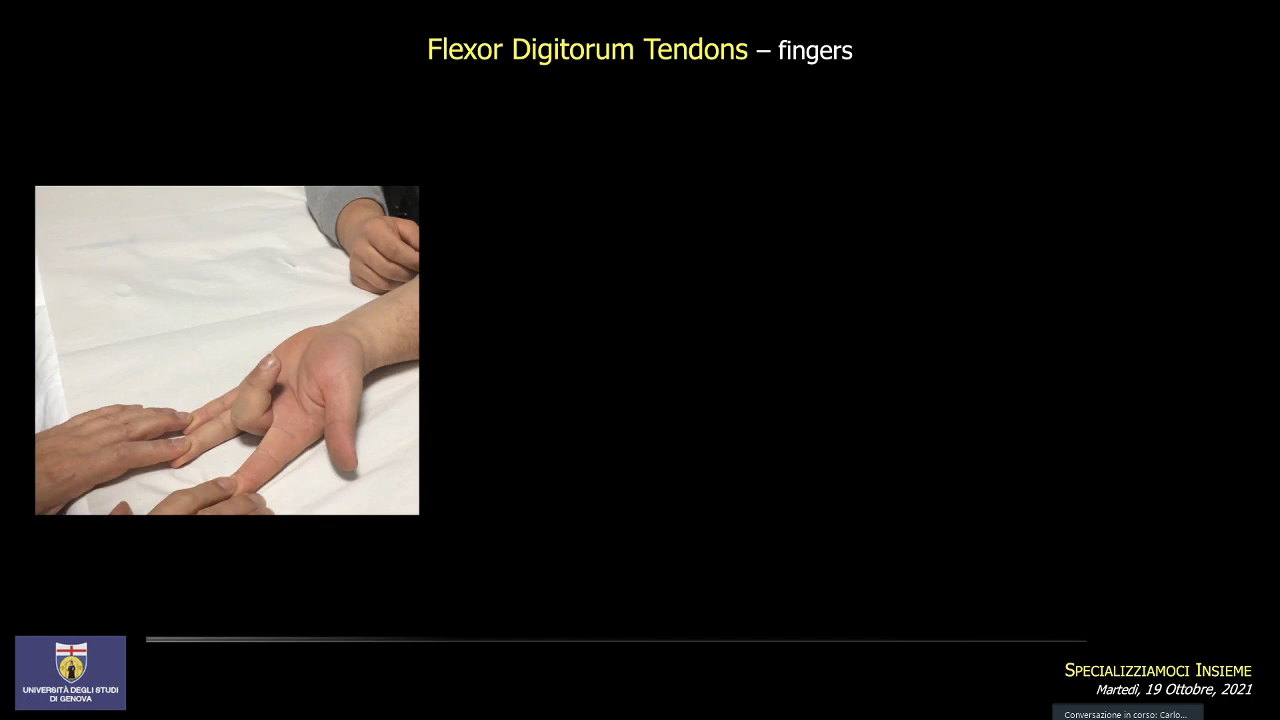 Flexor Digitorum Tendons – fingers
UNIVERSITÀ DEGLI STUDI
DI GENOVA
SPECIALIZZIAMOCI INSIEME
Martedì, 19 Ottobre, 2021
Conversazione in corso: Carlo...